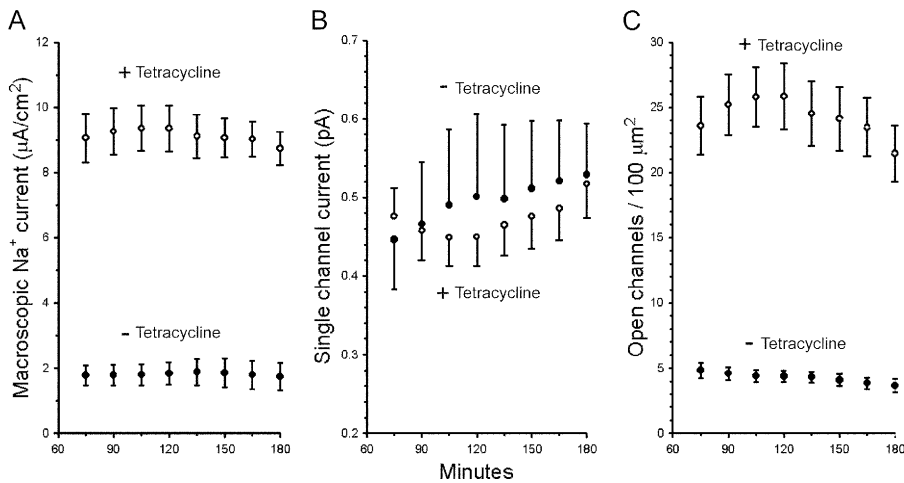 A
Macroscopic Na+ current (μA/cm2)
12
10
8
6
4
2
0
60
90
120
150
180
+ Tetracycline
- Tetracycline
B
Single channel current (pA)
0.7
0.6
0.5
0.4
0.3
0.2
60
90
120
150
180
- Tetracycline
+ Tetracycline
Minutes
C
Open channels / 100 μm2
30
25
20
15
10
5
0
60
90
120
150
180
+ Tetracycline
- Tetracycline